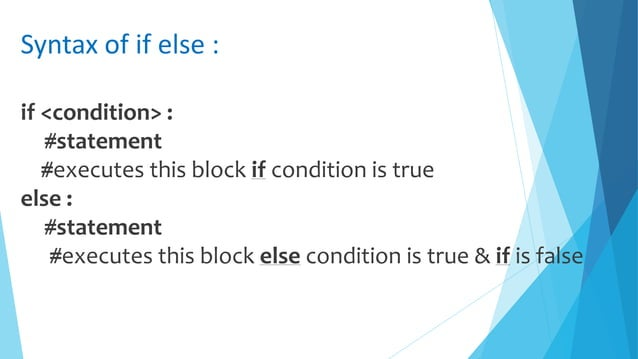 Syntax of if else :
if <condition> :
#statement
#executes this block if condition is true
else :
#statement
#executes this block else condition is true & if is false